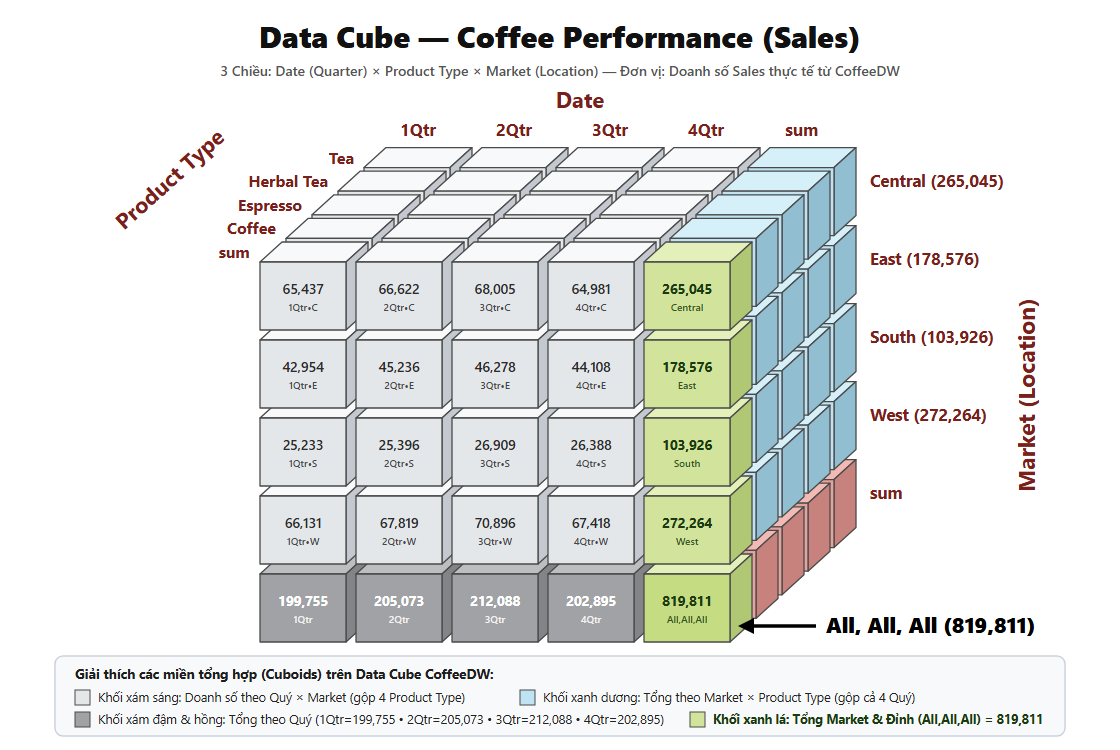 Data Cube — Coffee Performance (Sales)
3 Chiều: Date (Quarter) × Product Type × Market (Location) — Đơn vị: Doanh số Sales thực tế từ CoffeeDW
Date
1Qtr 2Qtr 3Qtr 4Qtr sum
Product Type
Tea
Herbal Tea
Espresso
Coffee
sum
Central (265,045)
East (178,576)
South (103,926)
West (272,264)
sum
Market (Location)
65,437 66,622 68,005 64,981 265,045
1Qtr•C 2Qtr•C 3Qtr•C 4Qtr•C Central
42,954 45,236 46,278 44,108 178,576
1Qtr•E 2Qtr•E 3Qtr•E 4Qtr•E East
25,233 25,396 26,909 26,388 103,926
1Qtr•S 2Qtr•S 3Qtr•S 4Qtr•S South
66,131 67,819 70,896 67,418 272,264
1Qtr•W 2Qtr•W 3Qtr•W 4Qtr•W West
199,755 205,073 212,088 202,895 819,811
1Qtr 2Qtr 3Qtr 4Qtr All,All,All
All, All, All (819,811)
Giải thích các miền tổng hợp (Cuboids) trên Data Cube CoffeeDW:
Khối xám sáng: Doanh số theo Quý × Market (gộp 4 Product Type)
Khối xanh dương: Tổng theo Market × Product Type (gộp cả 4 Quý)
Khối xám đậm & hồng: Tổng theo Quý (1Qtr=199,755 • 2Qtr=205,073 • 3Qtr=212,088 • 4Qtr=202,895)
Khối xanh lá: Tổng Market & Đỉnh (All,All,All) = 819,811